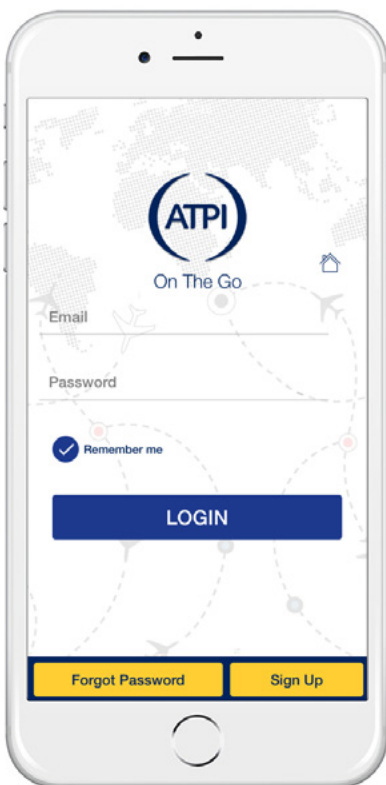 ATPI
On The Go
Email
Password
Remember me
LOGIN
Forgot Password Sign Up